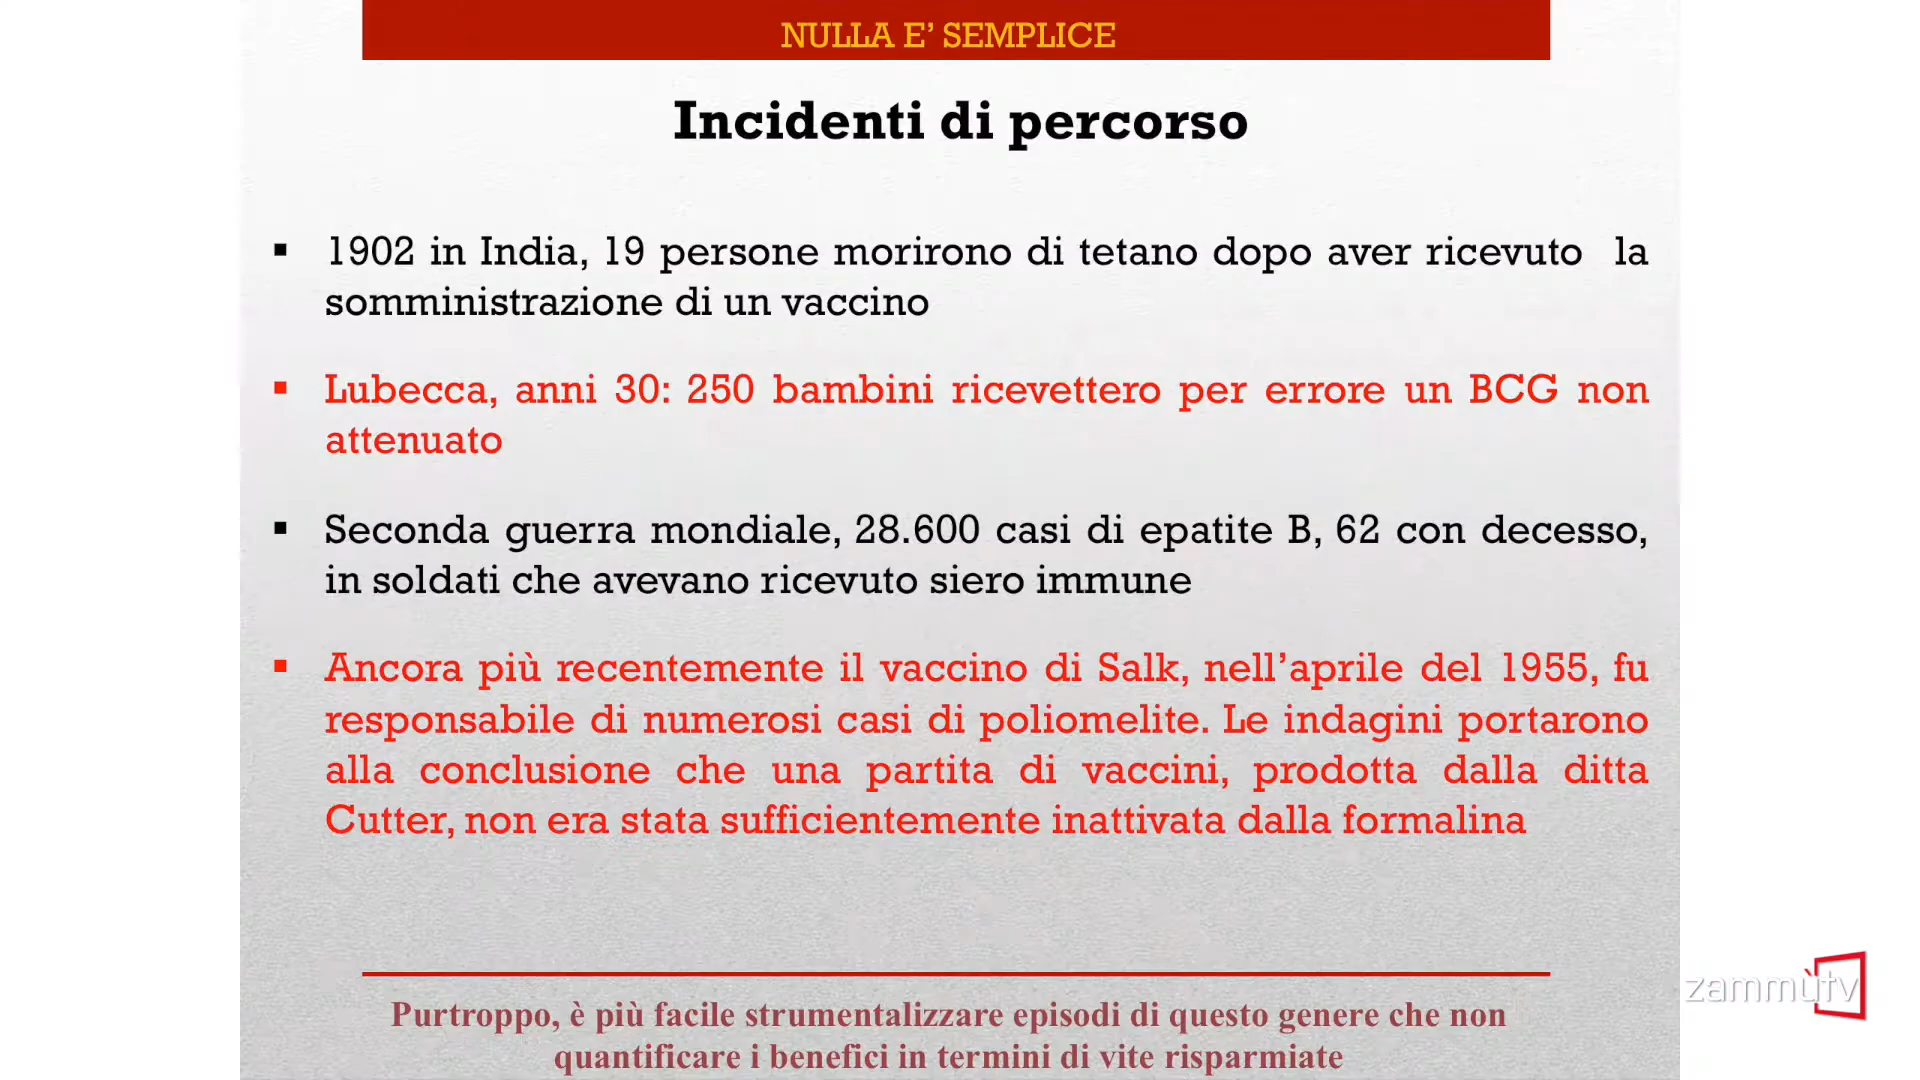 NULLA E' SEMPLICE
Incidenti di percorso
▪ 1902 in India, 19 persone morirono di tetano dopo aver ricevuto la
somministrazione di un vaccino
▪ Lubecca, anni 30: 250 bambini ricevettero per errore un BCG non
attenuato
▪ Seconda guerra mondiale, 28.600 casi di epatite B, 62 con decesso,
in soldati che avevano ricevuto siero immune
▪ Ancora più recentemente il vaccino di Salk, nell'aprile del 1955, fu
responsabile di numerosi casi di poliomelite. Le indagini portarono
alla conclusione che una partita di vaccini, prodotta dalla ditta
Cutter, non era stata sufficientemente inattivata dalla formalina
Purtroppo, è più facile strumentalizzare episodi di questo genere che non
quantificare i benefici in termini di vite risparmiate
zammùtv